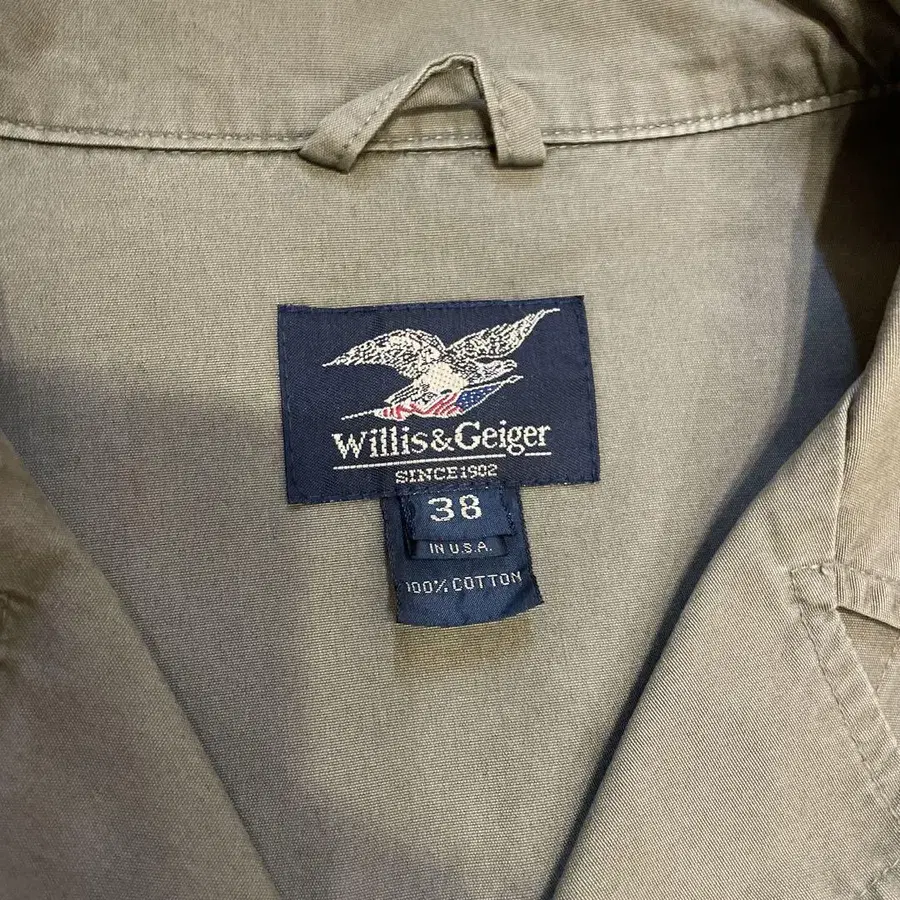 Willis&Geiger
SINCE1902
38
IN U.S.A.
100% COTTON